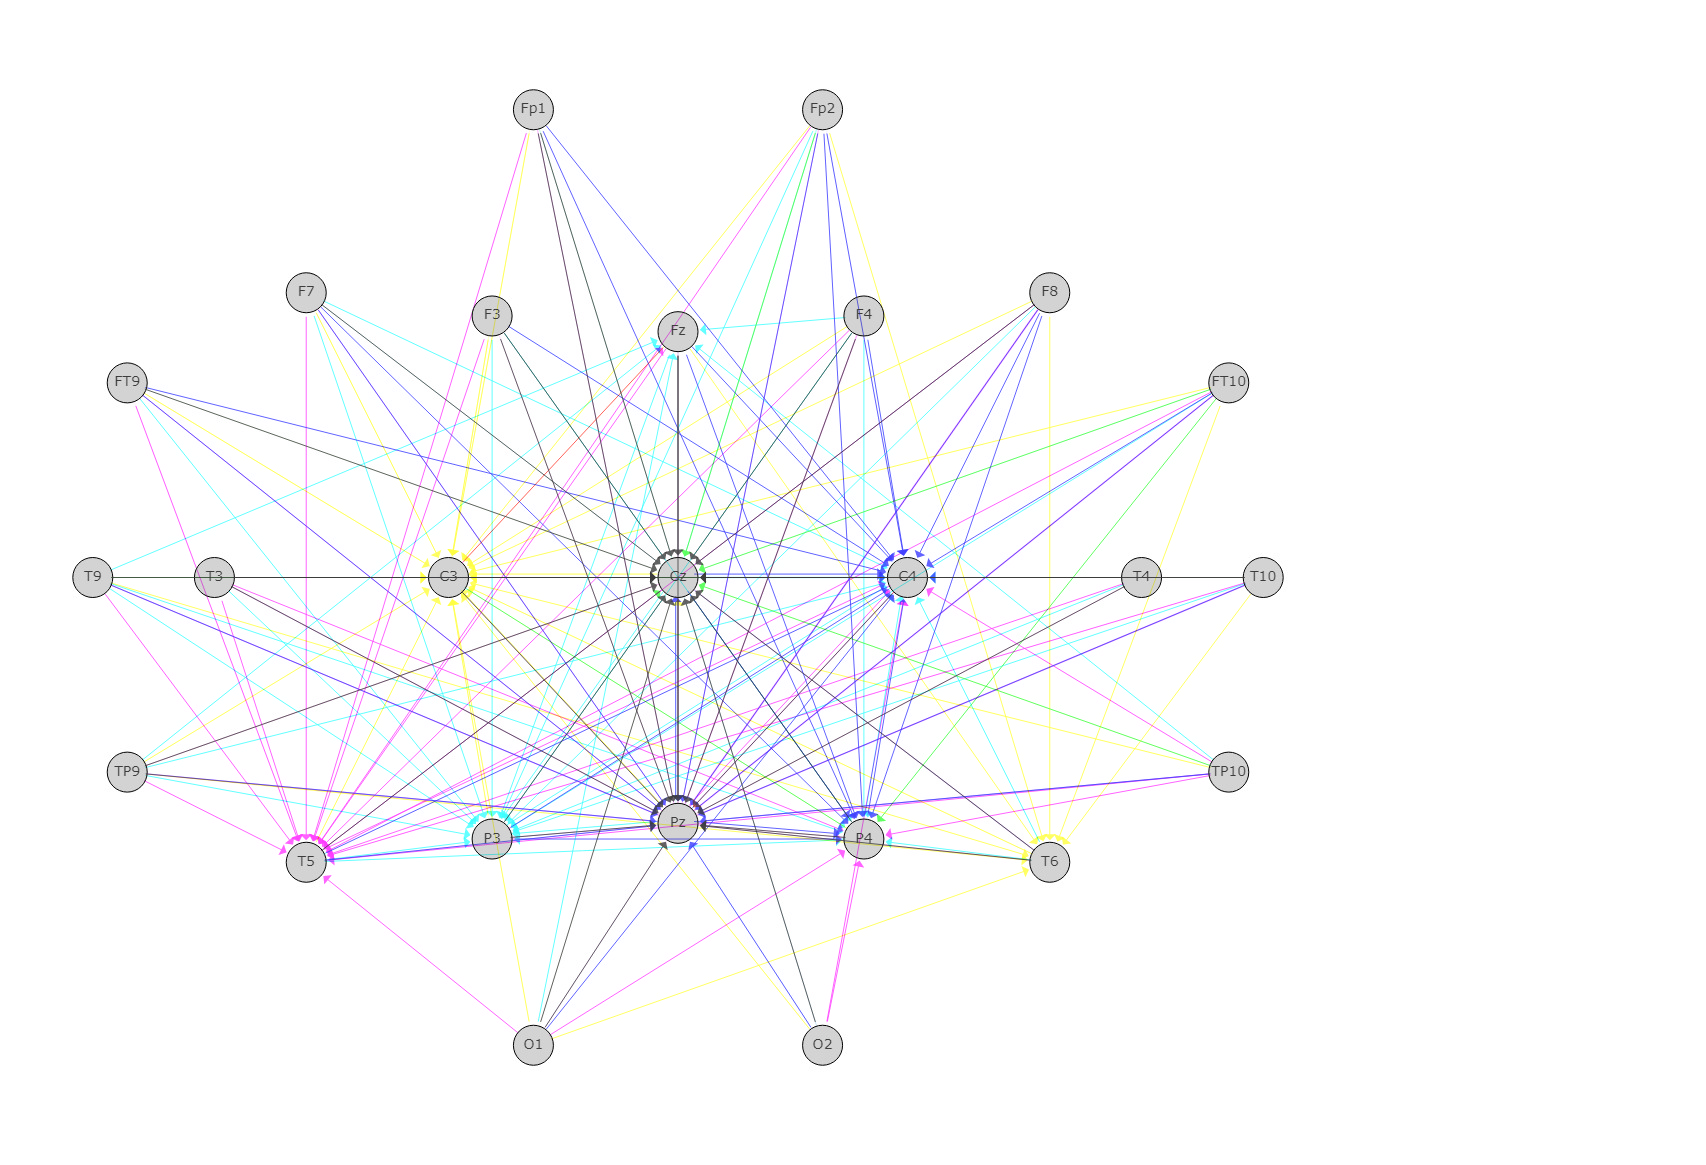 Fp1 Fp2
F7 F3 Fz F4 F8
FT9 FT10
T9 T3 C3 Cz C4 T4 T10
TP9 TP10
T5 P3 Pz P4 T6
O1 O2